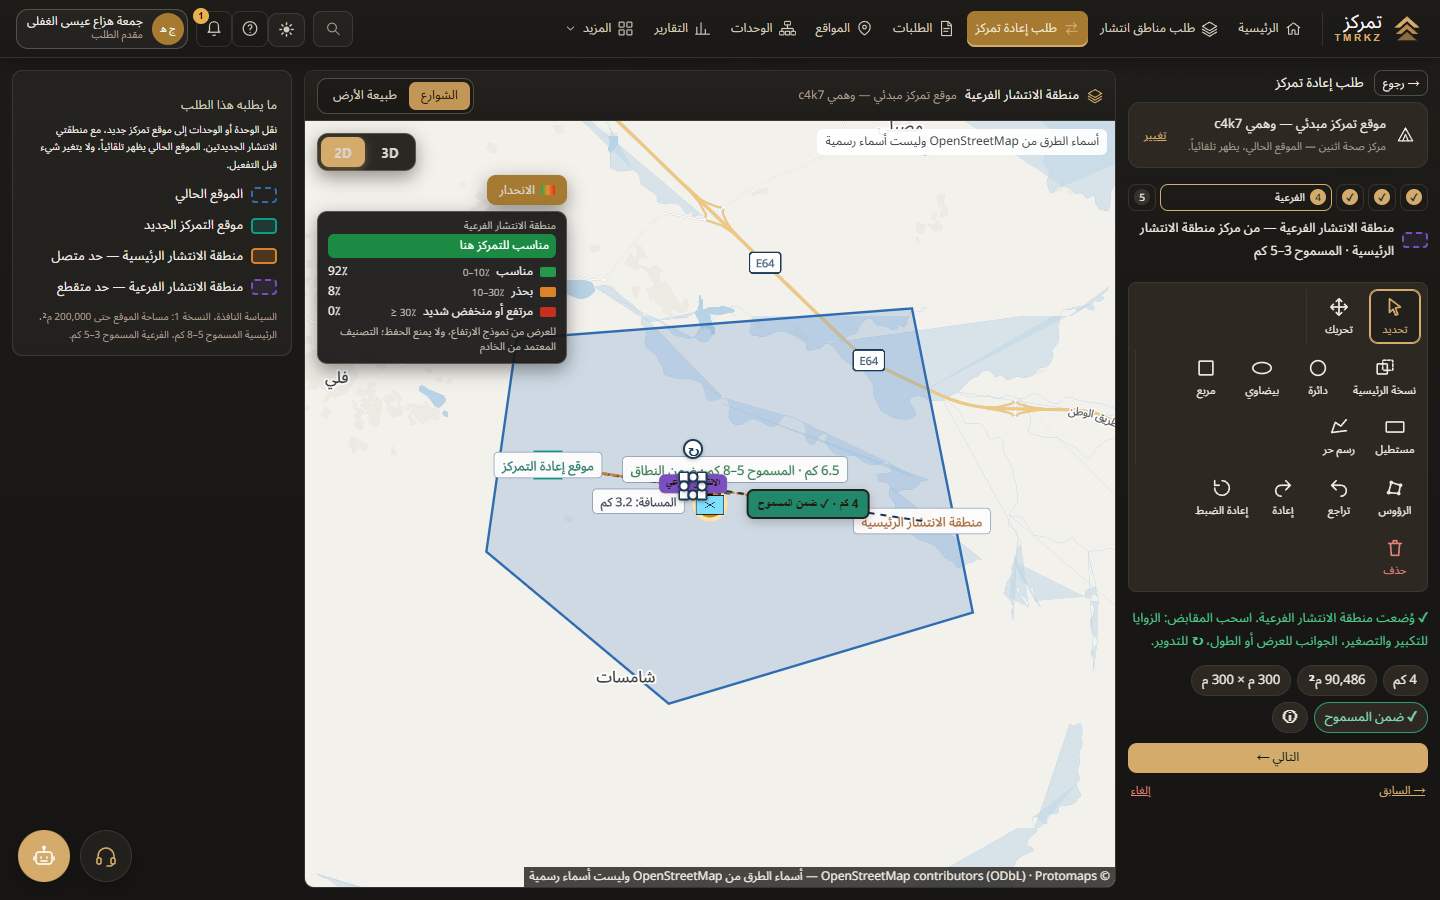 تمركز
TMRKZ
الرئيسية
طلب مناطق انتشار
طلب إعادة تمركز
الطلبات
المواقع
الوحدات
التقارير
المزيد
1
جمعة هزاع عيسى الغفلي
مقدم الطلب
ج ه
→ رجوع
طلب إعادة تمركز
موقع تمركز مبدئي — وهمي c4k7
مركز صحة اثنين — الموقع الحالي، يظهر تلقائياً.
تغيير
✓
✓
✓
4 الفرعية
5
منطقة الانتشار الفرعية — من مركز منطقة الانتشار
الرئيسية · المسموح 3–5 كم
تحديد
تحريك
نسخة الرئيسية
دائرة
بيضاوي
مربع
مستطيل
رسم حر
الرؤوس
تراجع
إعادة
إعادة الضبط
حذف
✓ وُضعت منطقة الانتشار الفرعية. اسحب المقابض: الزوايا
للتكبير والتصغير، الجوانب للعرض أو الطول، ↻ للتدوير.
4 كم
90,486 م²
300 م × 300 م
✓ ضمن المسموح
التالي ←
→ السابق
إلغاء
منطقة الانتشار الفرعية
موقع تمركز مبدئي — وهمي c4k7
الشوارع
طبيعة الأرض
أسماء الطرق من OpenStreetMap وليست أسماء رسمية
2D
3D
الانحدار
منطقة الانتشار الفرعية
مناسب للتمركز هنا
مناسب 0–10٪ 92٪
بحذر 10–30٪ 8٪
مرتفع أو منخفض شديد ≥ 30٪ 0٪
للعرض من نموذج الارتفاع، ولا يمنع الحفظ؛ التصنيف
المعتمد من الخادم
E64
E64
فلي
طريق الوطن
موقع إعادة التمركز
6.5 كم · المسموح 5–8 كم
المسافة: 3.2 كم
4 كم · ✓ ضمن المسموح
منطقة الانتشار الرئيسية
شامسات
© OpenStreetMap contributors (ODbL) · Protomaps — أسماء الطرق من OpenStreetMap وليست أسماء رسمية
ما يطلبه هذا الطلب
نقل الوحدة أو الوحدات إلى موقع تمركز جديد، مع منطقتي
الانتشار الجديدتين. الموقع الحالي يظهر تلقائياً، ولا يتغير شيء
قبل التفعيل.
الموقع الحالي
موقع التمركز الجديد
منطقة الانتشار الرئيسية — حد متصل
منطقة الانتشار الفرعية — حد متقطع
السياسة النافذة، النسخة 1: مساحة الموقع حتى 200,000 م²،
الرئيسية المسموح 5–8 كم، الفرعية المسموح 3–5 كم.